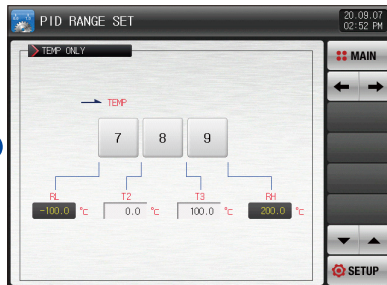 PID RANGE SET
20.09.07
02:52 PM
TEMP ONLY
MAIN
TEMP
7 8 9
RL T2 T3 RH
-100.0 ℃ 0.0 ℃ 100.0 ℃ 200.0 ℃
SETUP